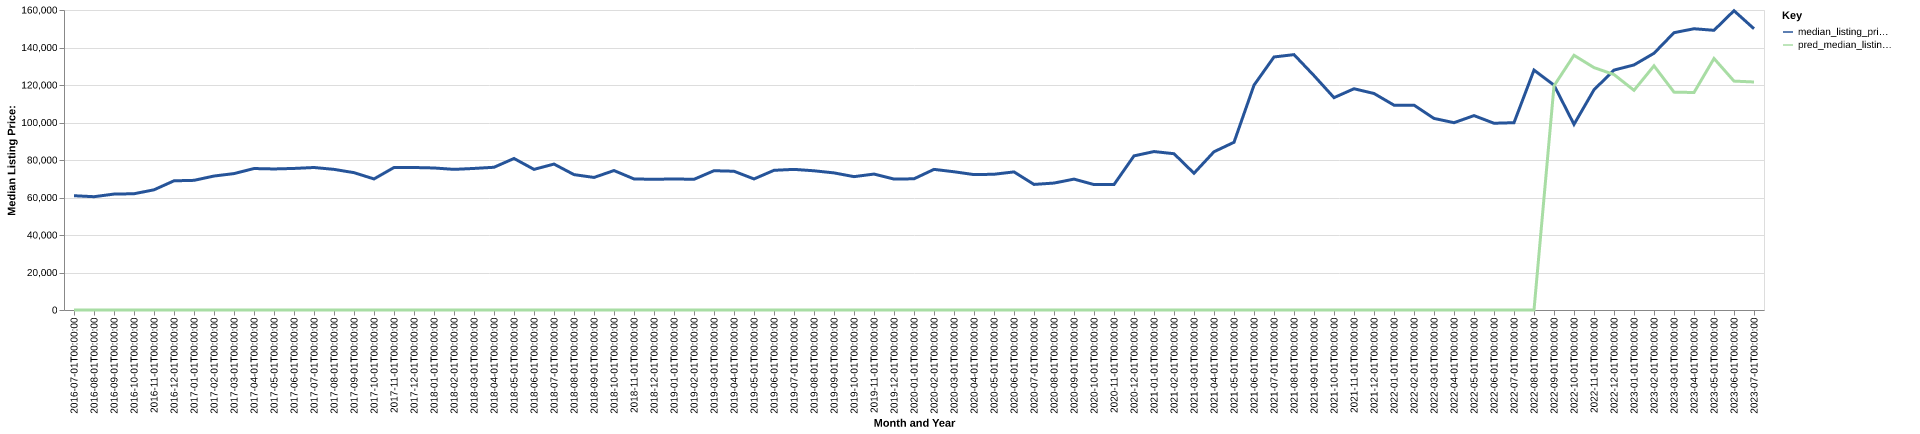 160,000
140,000
120,000
100,000
80,000
60,000
40,000
20,000
0
Median Listing Price:
2016-07-01T00:00:00
2016-08-01T00:00:00
2016-09-01T00:00:00
2016-10-01T00:00:00
2016-11-01T00:00:00
2016-12-01T00:00:00
2017-01-01T00:00:00
2017-02-01T00:00:00
2017-03-01T00:00:00
2017-04-01T00:00:00
2017-05-01T00:00:00
2017-06-01T00:00:00
2017-07-01T00:00:00
2017-08-01T00:00:00
2017-09-01T00:00:00
2017-10-01T00:00:00
2017-11-01T00:00:00
2017-12-01T00:00:00
2018-01-01T00:00:00
2018-02-01T00:00:00
2018-03-01T00:00:00
2018-04-01T00:00:00
2018-05-01T00:00:00
2018-06-01T00:00:00
2018-07-01T00:00:00
2018-08-01T00:00:00
2018-09-01T00:00:00
2018-10-01T00:00:00
2018-11-01T00:00:00
2018-12-01T00:00:00
2019-01-01T00:00:00
2019-02-01T00:00:00
2019-03-01T00:00:00
2019-04-01T00:00:00
2019-05-01T00:00:00
2019-06-01T00:00:00
2019-07-01T00:00:00
2019-08-01T00:00:00
2019-09-01T00:00:00
2019-10-01T00:00:00
2019-11-01T00:00:00
2019-12-01T00:00:00
2020-01-01T00:00:00
2020-02-01T00:00:00
2020-03-01T00:00:00
2020-04-01T00:00:00
2020-05-01T00:00:00
2020-06-01T00:00:00
2020-07-01T00:00:00
2020-08-01T00:00:00
2020-09-01T00:00:00
2020-10-01T00:00:00
2020-11-01T00:00:00
2020-12-01T00:00:00
2021-01-01T00:00:00
2021-02-01T00:00:00
2021-03-01T00:00:00
2021-04-01T00:00:00
2021-05-01T00:00:00
2021-06-01T00:00:00
2021-07-01T00:00:00
2021-08-01T00:00:00
2021-09-01T00:00:00
2021-10-01T00:00:00
2021-11-01T00:00:00
2021-12-01T00:00:00
2022-01-01T00:00:00
2022-02-01T00:00:00
2022-03-01T00:00:00
2022-04-01T00:00:00
2022-05-01T00:00:00
2022-06-01T00:00:00
2022-07-01T00:00:00
2022-08-01T00:00:00
2022-09-01T00:00:00
2022-10-01T00:00:00
2022-11-01T00:00:00
2022-12-01T00:00:00
2023-01-01T00:00:00
2023-02-01T00:00:00
2023-03-01T00:00:00
2023-04-01T00:00:00
2023-05-01T00:00:00
2023-06-01T00:00:00
2023-07-01T00:00:00
Month and Year
Key
median_listing_pri…
pred_median_listin…